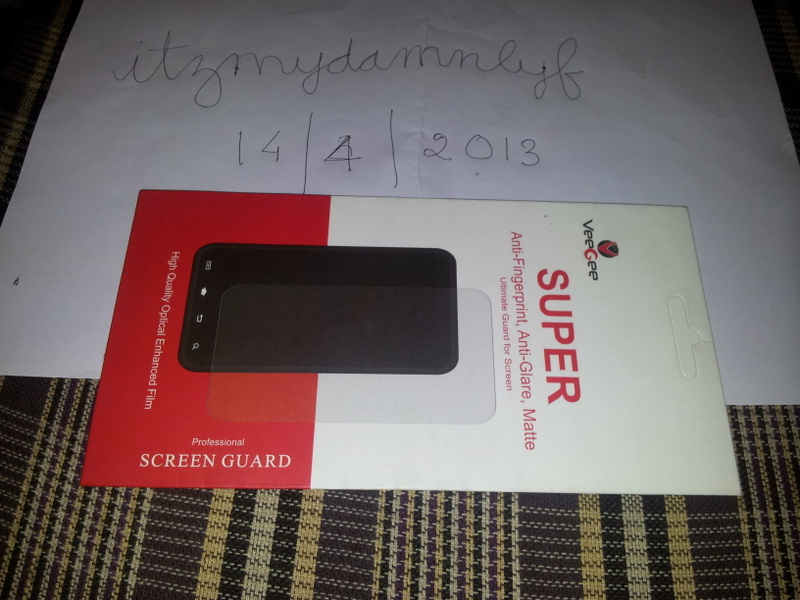 itzmydamnlyf
14/4/2013
VeeGee
SUPER
Anti-Fingerprint, Anti-Glare, Matte
Ultimate Guard for Screen
High Quality Optical Enhanced Film
Professional
SCREEN GUARD